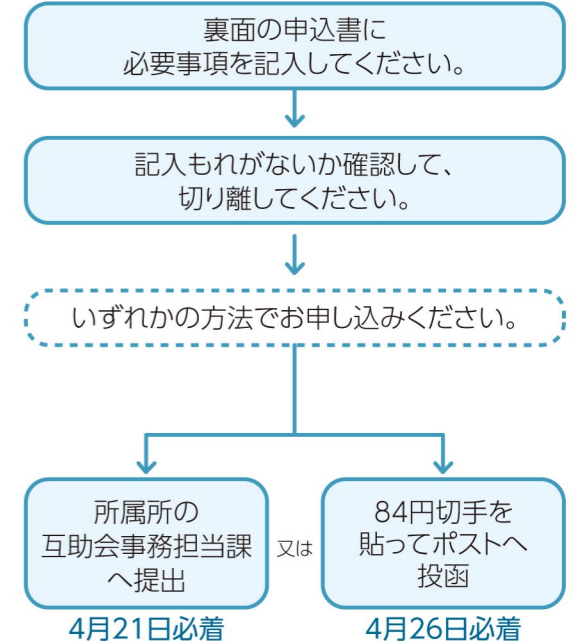 裏面の申込書に
必要事項を記入してください。
記入もれがないか確認して、
切り離してください。
いずれかの方法でお申し込みください。
所属所の
互助会事務担当課
へ提出
4月21日必着
又は
84円切手を
貼ってポストへ
投函
4月26日必着